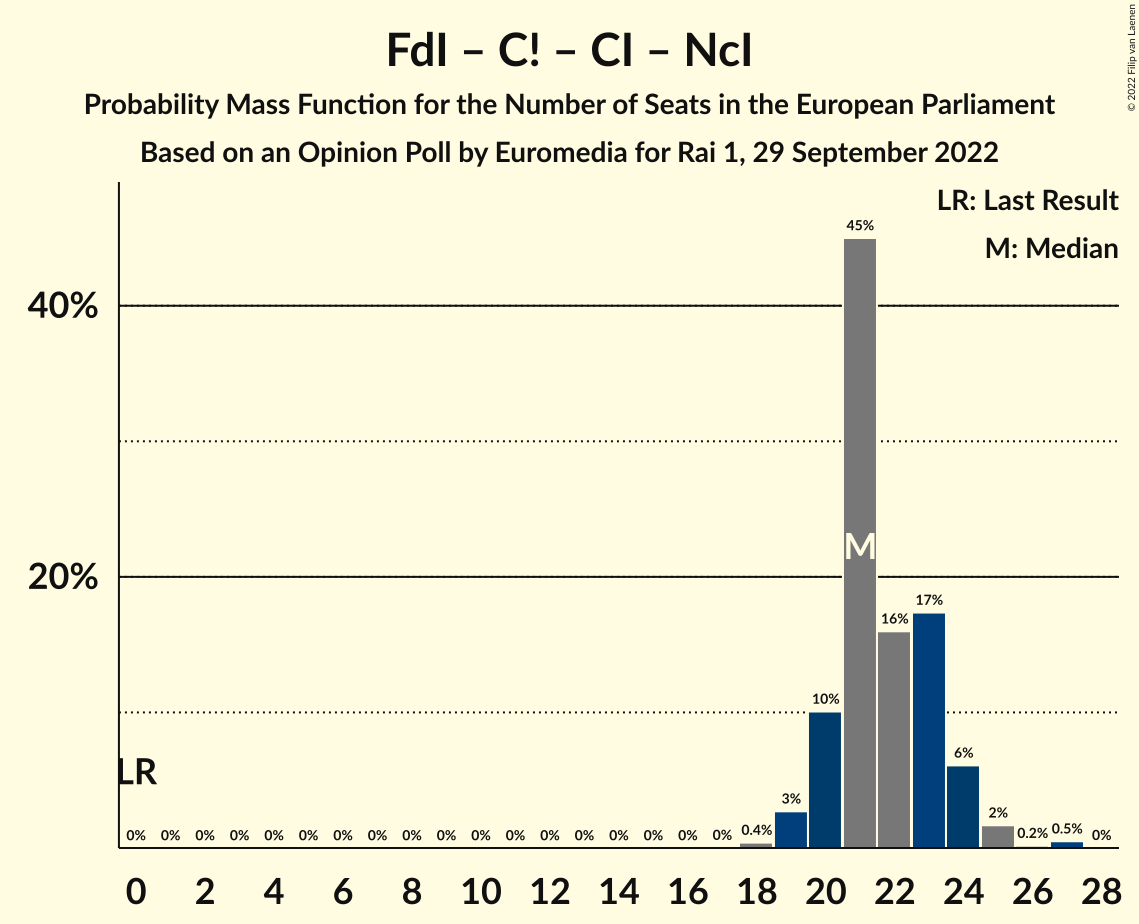 FdI – C! – CI – NcI
Probability Mass Function for the Number of Seats in the European Parliament
Based on an Opinion Poll by Euromedia for Rai 1, 29 September 2022
© 2022 Filip van Laenen
LR: Last Result
M: Median
45%
40%
M
20%
17%
16%
10%
6%
LR
3%
2%
0% 0% 0% 0% 0% 0% 0% 0% 0% 0% 0% 0% 0% 0% 0% 0% 0% 0% 0.4% 0.2% 0.5% 0%
0 2 4 6 8 10 12 14 16 18 20 22 24 26 28